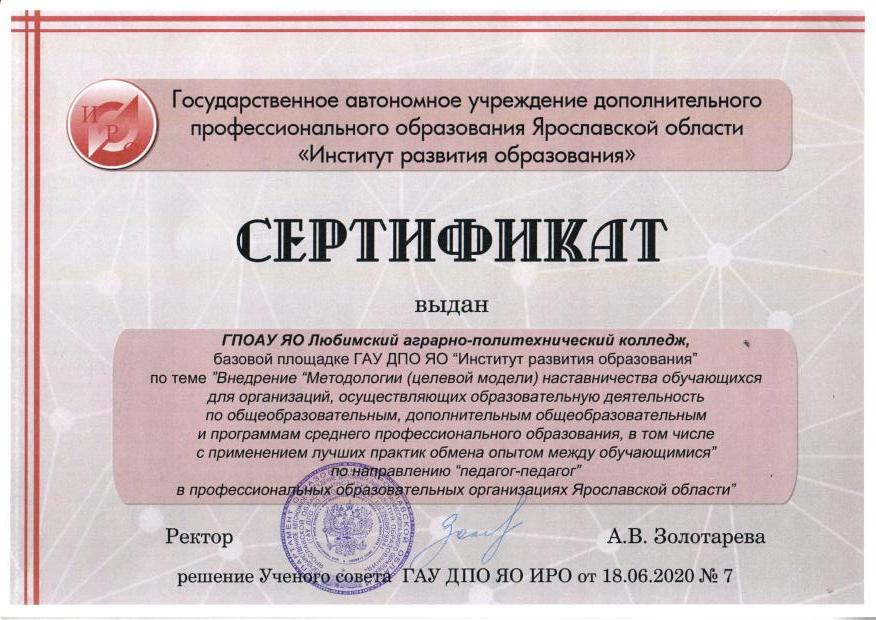 ИРО
Государственное автономное учреждение дополнительного
профессионального образования Ярославской области
«Институт развития образования»
СЕРТИФИКАТ
выдан
ГПОАУ ЯО Любимский аграрно-политехнический колледж,
базовой площадке ГАУ ДПО ЯО “Институт развития образования”
по теме "Внедрение “Методологии (целевой модели) наставничества обучающихся
для организаций, осуществляющих образовательную деятельность
по общеобразовательным, дополнительным общеобразовательным
и программам среднего профессионального образования, в том числе
с применением лучших практик обмена опытом между обучающимися”
по направлению “педагог-педагог”
в профессиональных образовательных организациях Ярославской области”
Ректор
А.В. Золотарева
решение Ученого совета ГАУ ДПО ЯО ИРО от 18.06.2020 № 7